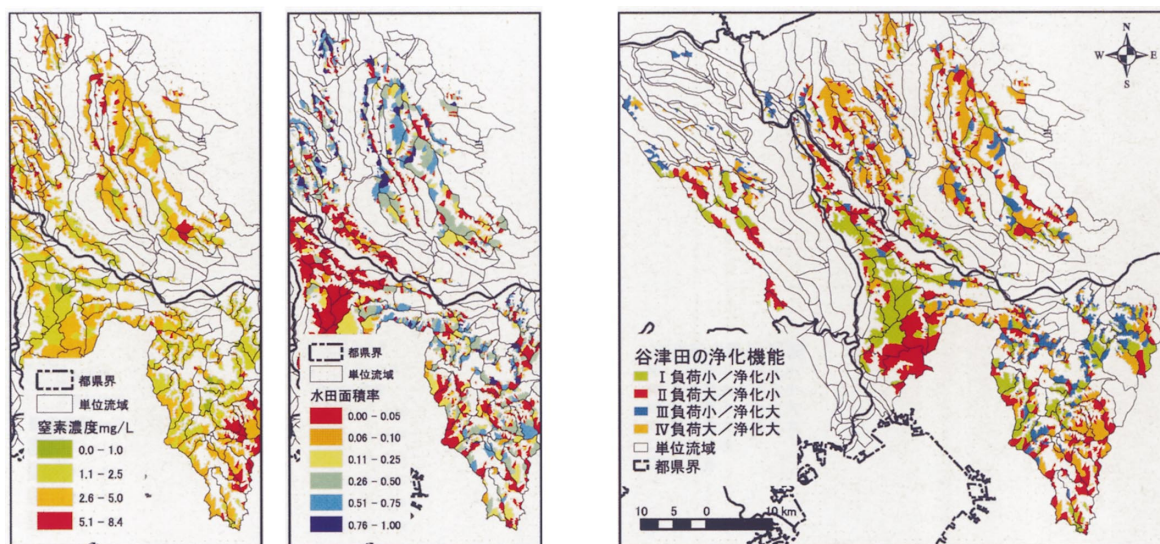 都県界
単位流域
窒素濃度mg/L
0.0 - 1.0
1.1 - 2.5
2.6 - 5.0
5.1 - 8.4
都県界
単位流域
水田面積率
0.00 - 0.05
0.06 - 0.10
0.11 - 0.25
0.26 - 0.50
0.51 - 0.75
0.76 - 1.00
N
W E
S
谷津田の浄化機能
Ⅰ負荷小／浄化小
Ⅱ負荷大／浄化小
Ⅲ負荷小／浄化大
Ⅳ負荷大／浄化大
単位流域
都県界
10 5 0 10 km